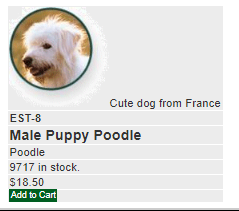 Cute dog from France
EST-8
Male Puppy Poodle
Poodle
9717 in stock.
$18.50
Add to Cart